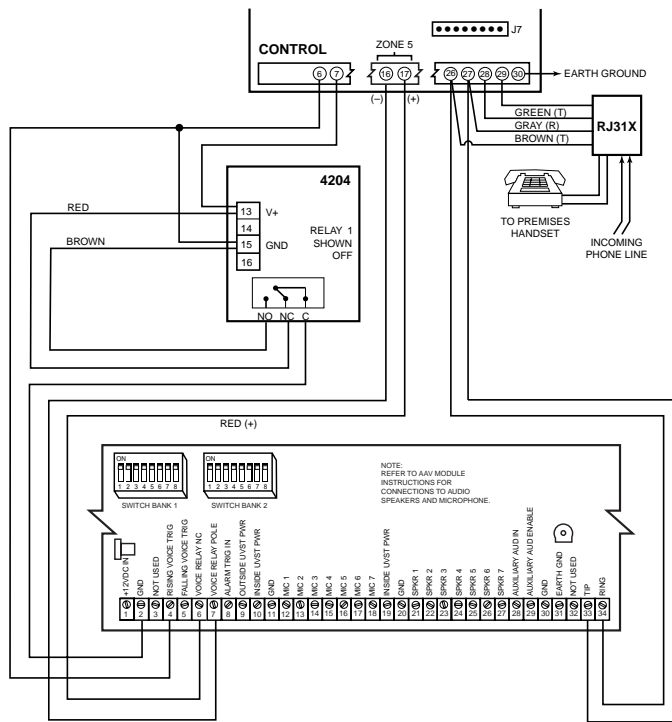 J7
CONTROL
ZONE 5
6 7 16 17 26 27 28 29 30
EARTH GROUND
(–) (+)
GREEN (T)
GRAY (R)
BROWN (T)
RJ31X
TO PREMISES
HANDSET
INCOMING
PHONE LINE
4204
RED
BROWN
13 V+
14
15 GND
16
RELAY 1
SHOWN
OFF
NO NC C
RED (+)
ON
1 2 3 4 5 6 7 8
SWITCH BANK 1
ON
1 2 3 4 5 6 7 8
SWITCH BANK 2
NOTE:
REFER TO AAV MODULE
INSTRUCTIONS FOR
CONNECTIONS TO AUDIO
SPEAKERS AND MICROPHONE.
+12VDC IN
GND
NOT USED
RISING VOICE TRIG
FALLING VOICE TRIG
VOICE RELAY NC
VOICE RELAY POLE
ALARM TRIG IN
OUTSIDE UVST PWR
INSIDE UVST PWR
GND
MIC 1
MIC 2
MIC 3
MIC 4
MIC 5
MIC 6
MIC 7
INSIDE UVST PWR
GND
SPKR 1
SPKR 2
SPKR 3
SPKR 4
SPKR 5
SPKR 6
SPKR 7
AUXILIARY AUD IN
AUXILIARY AUD ENABLE
GND
EARTH GND
NOT USED
TIP
RING
1 2 3 4 5 6 7 8 9 10 11 12 13 14 15 16 17 18 19 20 21 22 23 24 25 26 27 28 29 30 31 32 33 34